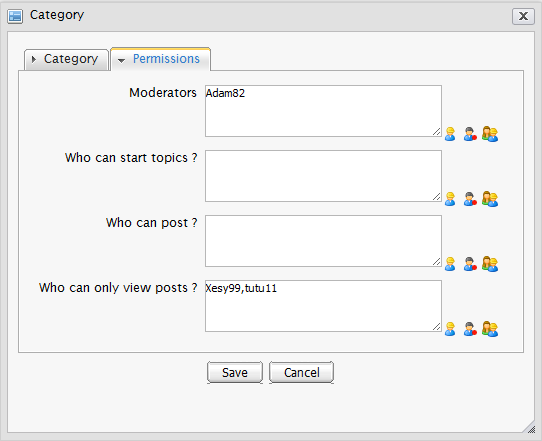 Category
Category
Permissions
Moderators
Adam82
Who can start topics ?
Who can post ?
Who can only view posts ?
Xesy99,tutu11
Save
Cancel